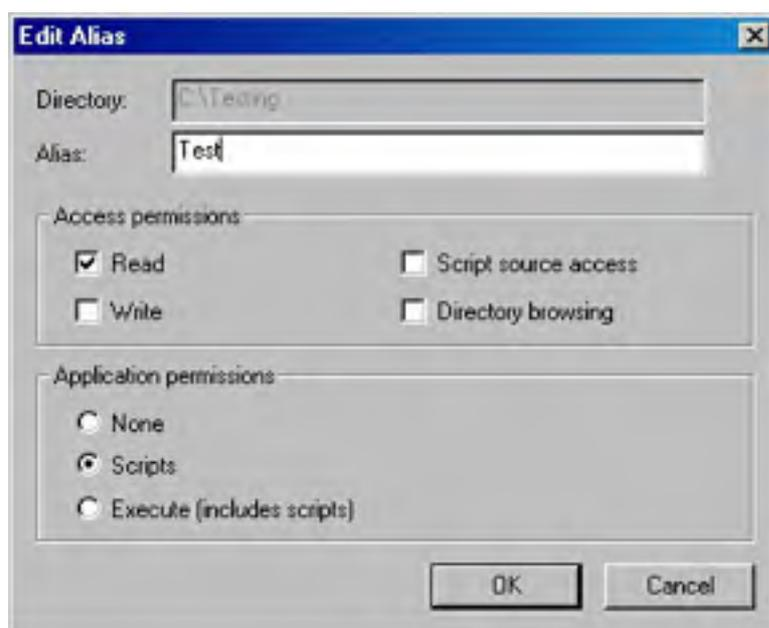 Edit Alias
Directory: C:\Testing
Alias: Test
Access permissions
Read Script source access
Write Directory browsing
Application permissions
None
Scripts
Execute (includes scripts)
OK Cancel